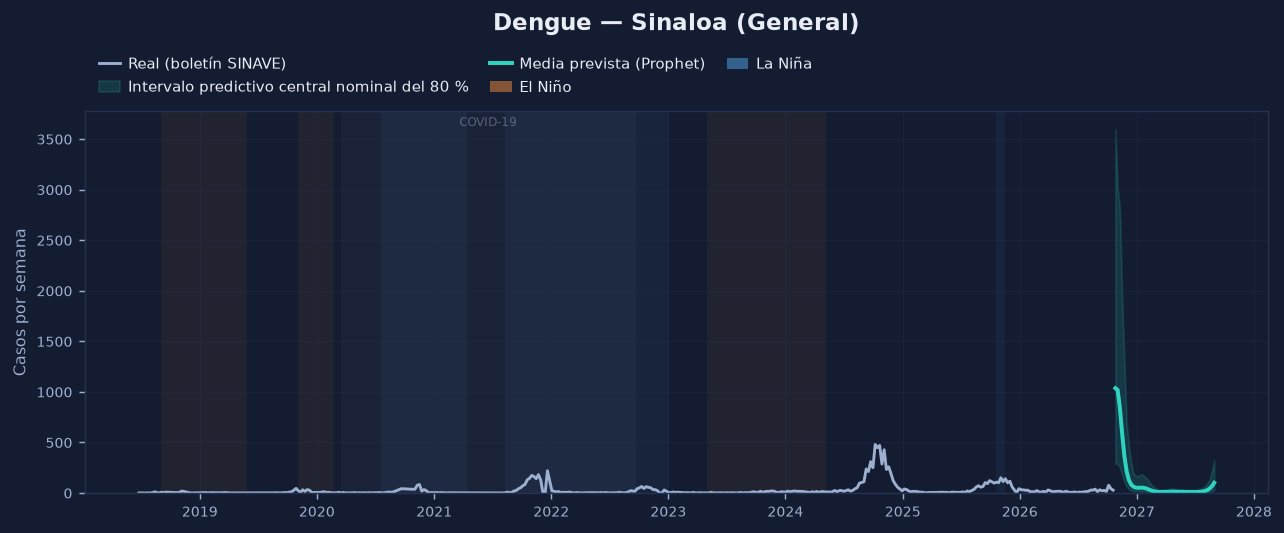 Dengue — Sinaloa (General)
Real (boletín SINAVE)
Media prevista (Prophet)
La Niña
Intervalo predictivo central nominal del 80 %
El Niño
COVID-19
Casos por semana
3500
3000
2500
2000
1500
1000
500
0
2019 2020 2021 2022 2023 2024 2025 2026 2027 2028